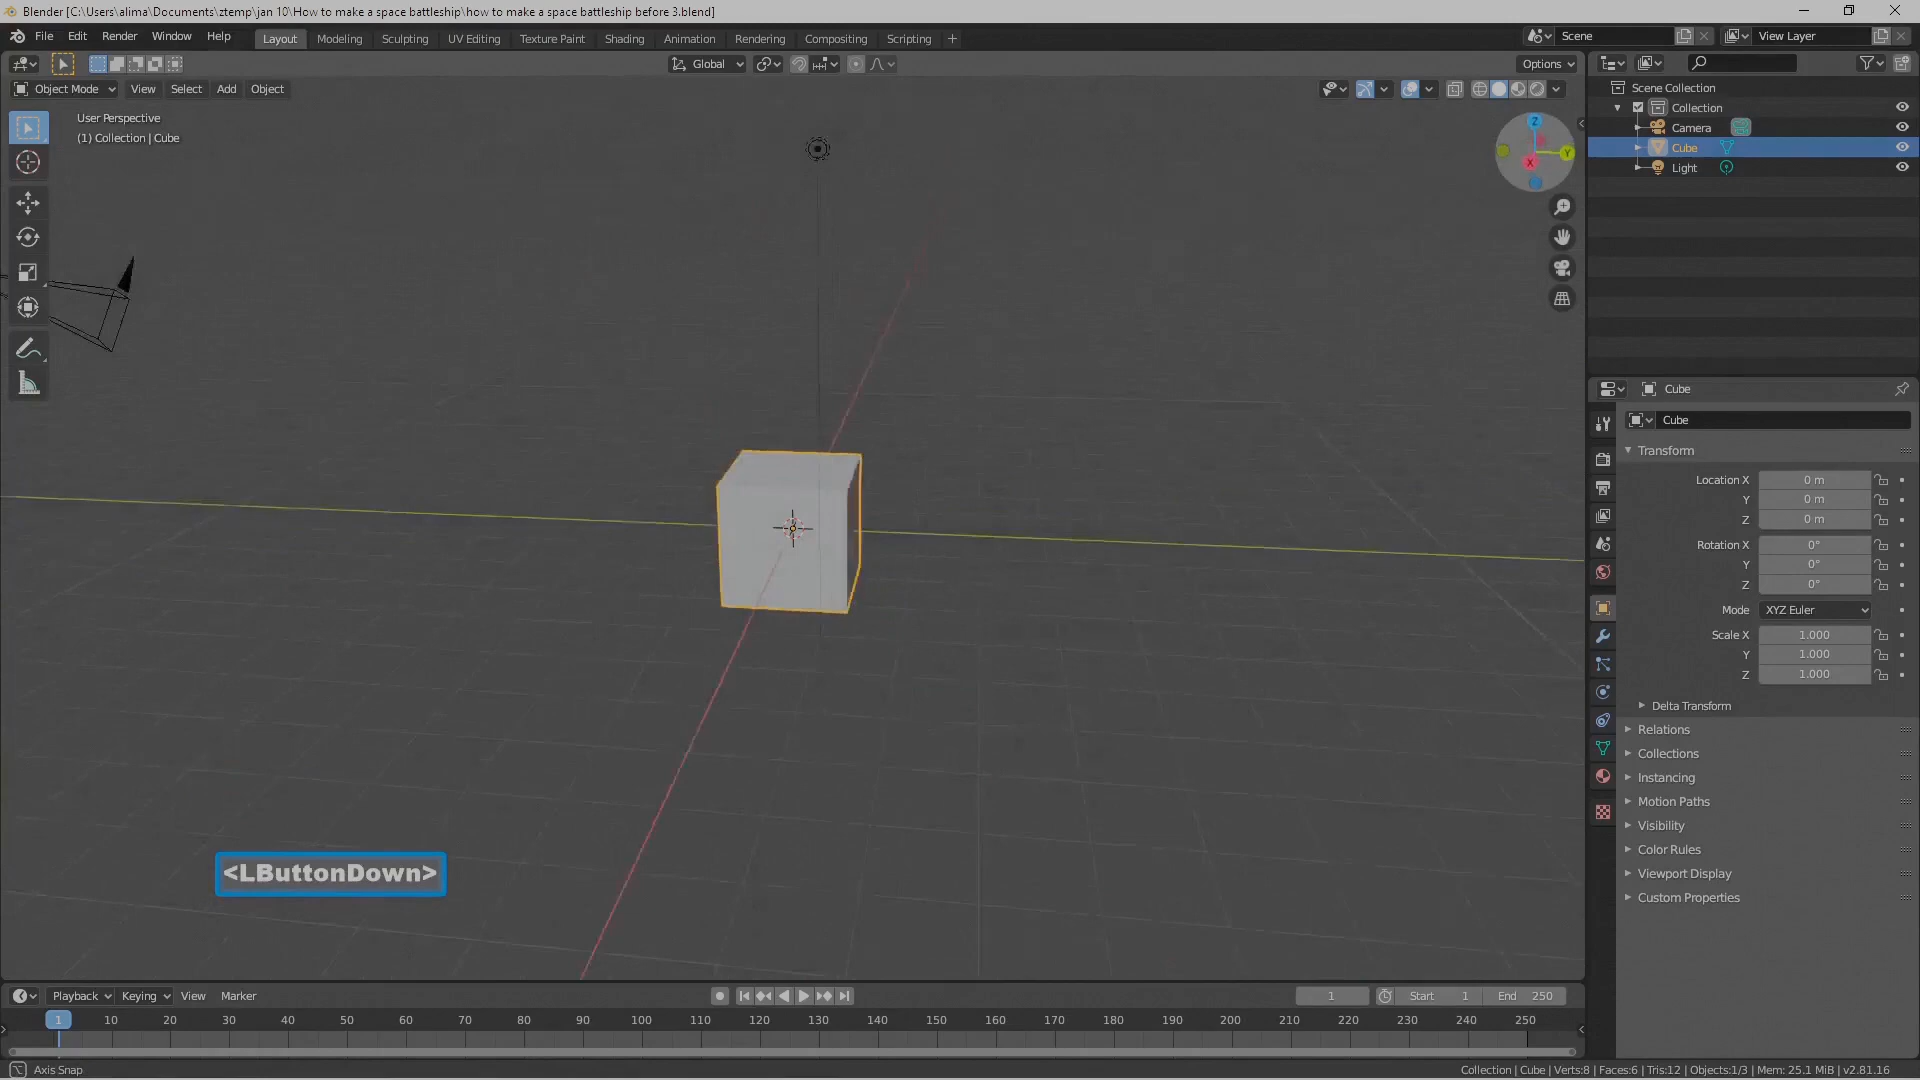 Blender [C:\Users\alima\Documents\ztemp\jan 10\How to make a space battleship\how to make a space battleship before 3.blend]
File Edit Render Window Help Layout Modeling Sculpting UV Editing Texture Paint Shading Animation Rendering Compositing Scripting + Scene View Layer
Global Options
Object Mode View Select Add Object
User Perspective
(1) Collection | Cube
Z
Y
X
Scene Collection
Collection
Camera
Cube
Light
Cube
Cube
Transform
Location X 0 m
Y 0 m
Z 0 m
Rotation X 0°
Y 0°
Z 0°
Mode XYZ Euler
Scale X 1.000
Y 1.000
Z 1.000
Delta Transform
Relations
Collections
Instancing
Motion Paths
Visibility
Color Rules
Viewport Display
Custom Properties
<LButtonDown>
Playback Keying View Marker 1 Start 1 End 250
1 10 20 30 40 50 60 70 80 90 100 110 120 130 140 150 160 170 180 190 200 210 220 230 240 250
Axis Snap
Collection | Cube | Verts:8 | Faces:6 | Tris:12 | Objects:1/3 | Mem: 25.1 MiB | v2.81.16